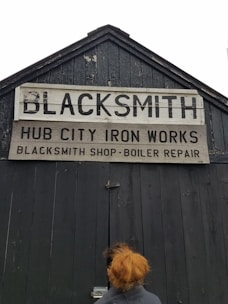 BLACKSMITH
HUB CITY IRON WORKS
BLACKSMITH SHOP - BOILER REPAIR